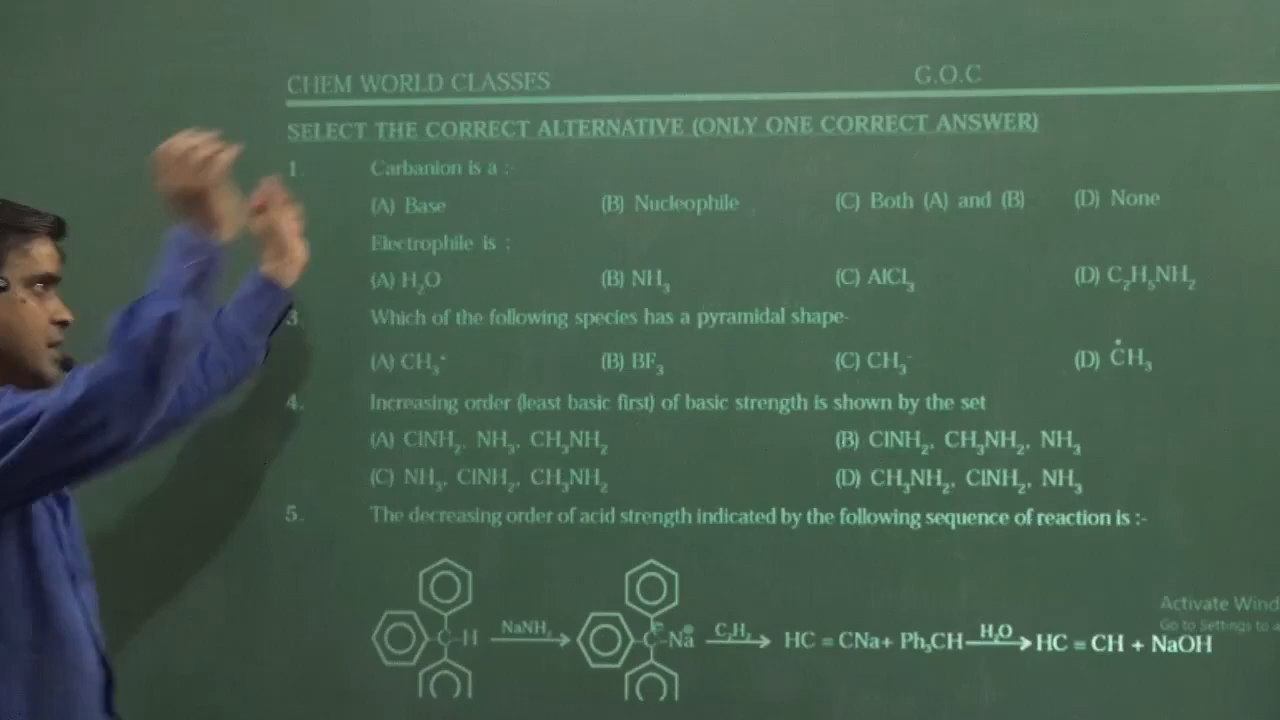 CHEM WORLD CLASSES G.O.C
SELECT THE CORRECT ALTERNATIVE (ONLY ONE CORRECT ANSWER)
1. Carbanion is a :-
(A) Base (B) Nucleophile (C) Both (A) and (B) (D) None
Electrophile is :
(A) H₂O (B) NH₃ (C) AlCl₃ (D) C₂H₅NH₂
3. Which of the following species has a pyramidal shape-
(A) CH₃⁺ (B) BF₃ (C) CH₃⁻ (D) ĊH₃
4. Increasing order (least basic first) of basic strength is shown by the set
(A) ClNH₂, NH₃, CH₃NH₂ (B) ClNH₂, CH₃NH₂, NH₃
(C) NH₃, ClNH₂, CH₃NH₂ (D) CH₃NH₂, ClNH₂, NH₃
5. The decreasing order of acid strength indicated by the following sequence of reaction is :-
Activate Wind
Go to Settings to a
C–H NaNH₂ C⁻Na⊕ C₂H₂ HC ≡ CNa+ Ph₃CH H₂O HC ≡ CH + NaOH